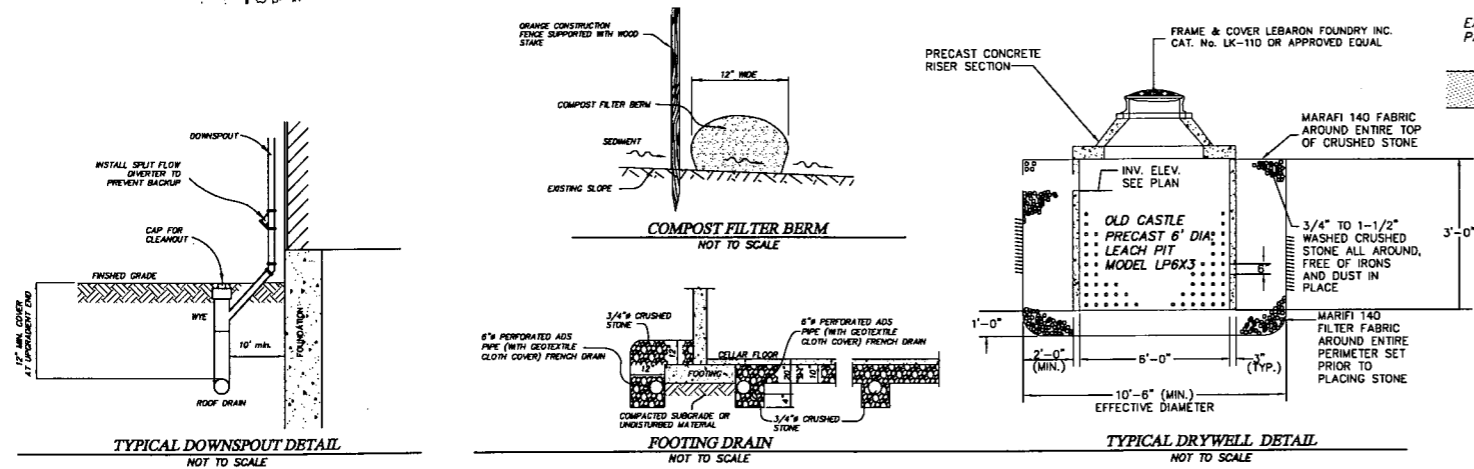 DOWNSPOUT
INSTALL SPLIT FLOW
DIVERTER TO
PREVENT BACKUP
CAP FOR
CLEANOUT
FINISHED GRADE
WYE
12" MIN. COVER
AT UPGRADIENT END
10' min.
FOUNDATION
ROOF DRAIN
TYPICAL DOWNSPOUT DETAIL
NOT TO SCALE
ORANGE CONSTRUCTION
FENCE SUPPORTED WITH WOOD
STAKE
12" WIDE
COMPOST FILTER BERM
SEDIMENT
EXISTING SLOPE
COMPOST FILTER BERM
NOT TO SCALE
3/4"ø CRUSHED
STONE
6"ø PERFORATED ADS
PIPE (WITH GEOTEXTILE
CLOTH COVER) FRENCH DRAIN
6"ø PERFORATED ADS
PIPE (WITH GEOTEXTILE
CLOTH COVER) FRENCH DRAIN
12"
12"
CELLAR FLOOR
FOOTING
20"
10"
4"
COMPACTED SUBGRADE OR
UNDISTURBED MATERIAL
3/4"ø CRUSHED
STONE
FOOTING DRAIN
NOT TO SCALE
FRAME & COVER LEBARON FOUNDRY INC.
CAT. No. LK-110 OR APPROVED EQUAL
PRECAST CONCRETE
RISER SECTION
MARAFI 140 FABRIC
AROUND ENTIRE TOP
OF CRUSHED STONE
INV. ELEV.
SEE PLAN
OLD CASTLE
PRECAST 6' DIA.
LEACH PIT
MODEL LP6X3
3/4" TO 1-1/2"
WASHED CRUSHED
STONE ALL AROUND,
FREE OF IRONS
AND DUST IN
PLACE
3'-0"
6"
1'-0"
MARIFI 140
FILTER FABRIC
AROUND ENTIRE
PERIMETER SET
PRIOR TO
PLACING STONE
2'-0"
(MIN.)
6'-0"
3"
(TYP.)
10'-6" (MIN.)
EFFECTIVE DIAMETER
TYPICAL DRYWELL DETAIL
NOT TO SCALE